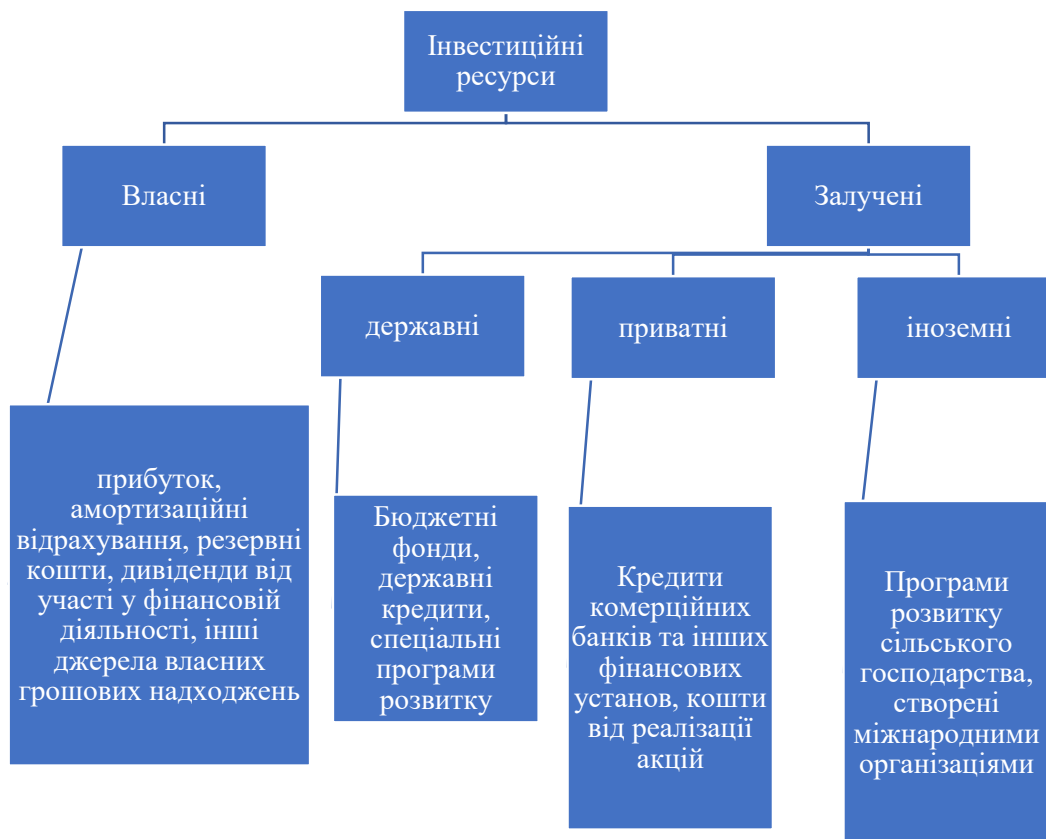 Інвестиційні
ресурси
Власні
Залучені
державні
приватні
іноземні
прибуток,
амортизаційні
відрахування, резервні
кошти, дивіденди від
участі у фінансовій
діяльності, інші
джерела власних
грошових надходжень
Бюджетні
фонди,
державні
кредити,
спеціальні
програми
розвитку
Кредити
комерційних
банків та інших
фінансових
установ, кошти
від реалізації
акцій
Програми
розвитку
сільського
господарства,
створені
міжнародними
організаціями